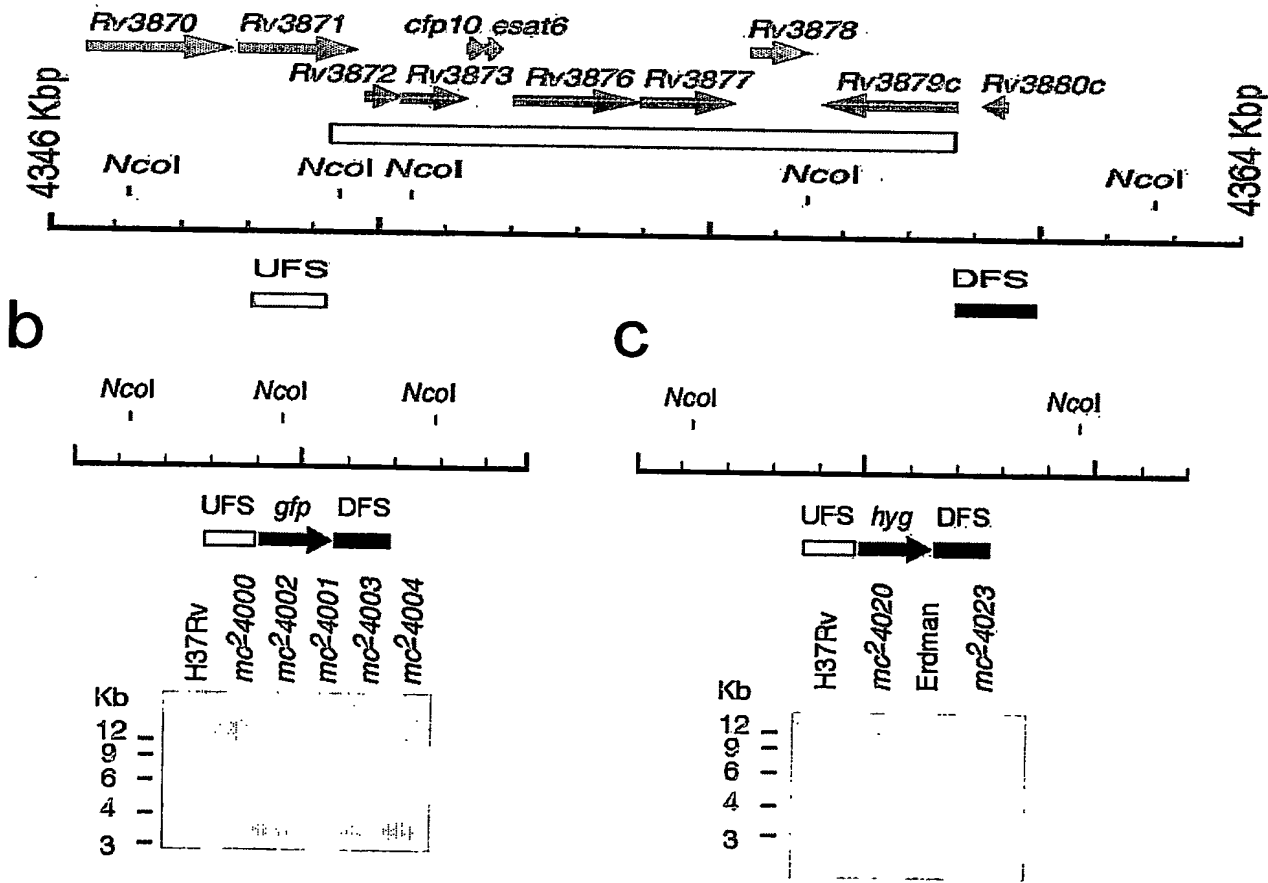 Rv3870 Rv3871 cfp10 esat6 Rv3878
Rv3872 Rv3873 Rv3876 Rv3877 Rv3879c Rv3880c
4346 Kbp
4364 Kbp
NcoI NcoI NcoI NcoI NcoI
UFS
DFS
b
NcoI NcoI NcoI
UFS gfp DFS
H37Rv
mc²4000
mc²4002
mc²4001
mc²4003
mc²4004
Kb
12
9
6
4
3
c
NcoI NcoI
UFS hyg DFS
H37Rv
mc²4020
Erdman
mc²4023
Kb
12
9
6
4
3